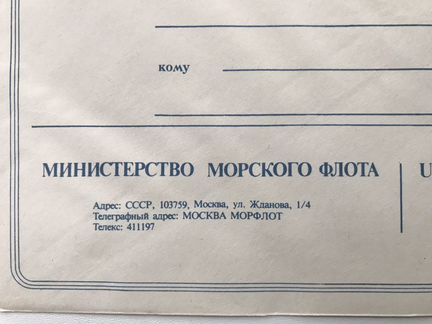 кому
МИНИСТЕРСТВО МОРСКОГО ФЛОТА
U
Адрес: СССР, 103759, Москва, ул. Жданова, 1/4
Телеграфный адрес: МОСКВА МОРФЛОТ
Телекс: 411197